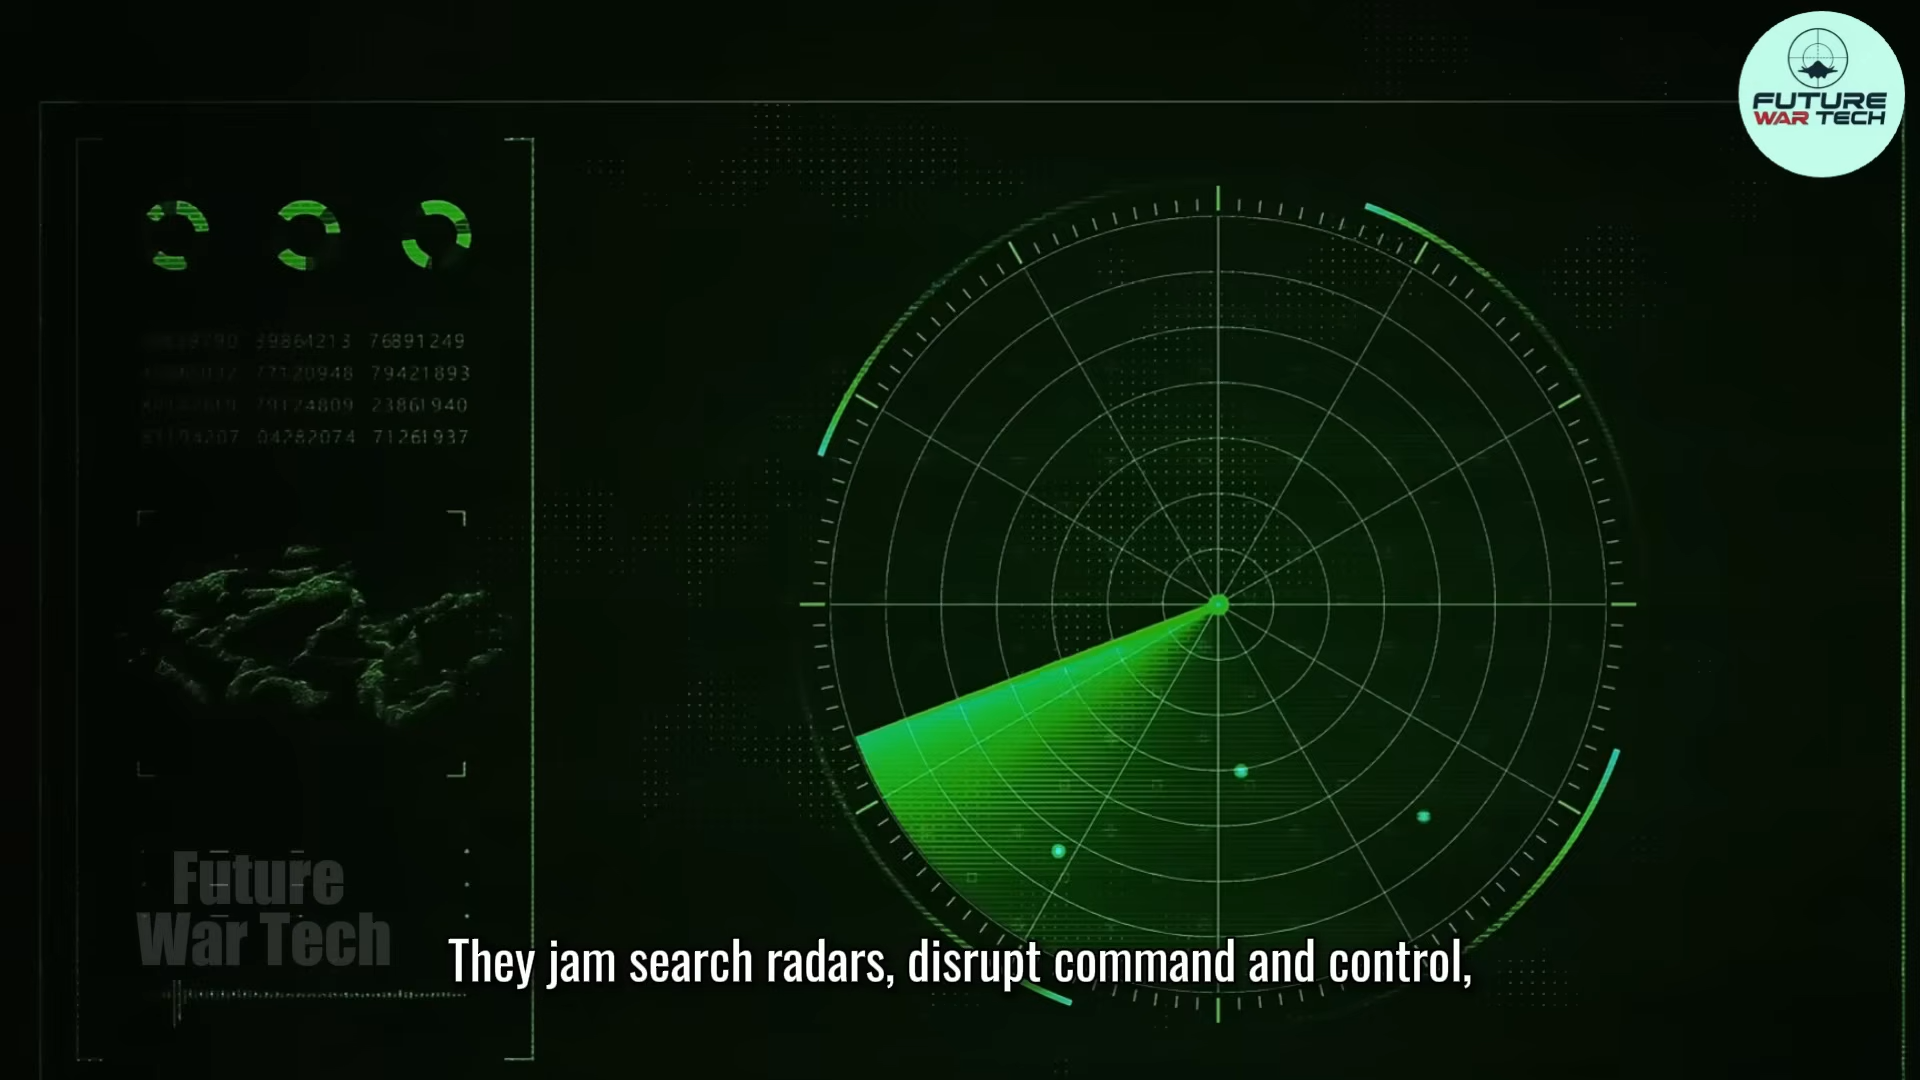 FUTURE
WAR TECH
39864213 76891249
77120948 79421893
79124809 23861940
04282074 71261937
Future
War Tech
They jam search radars, disrupt command and control,